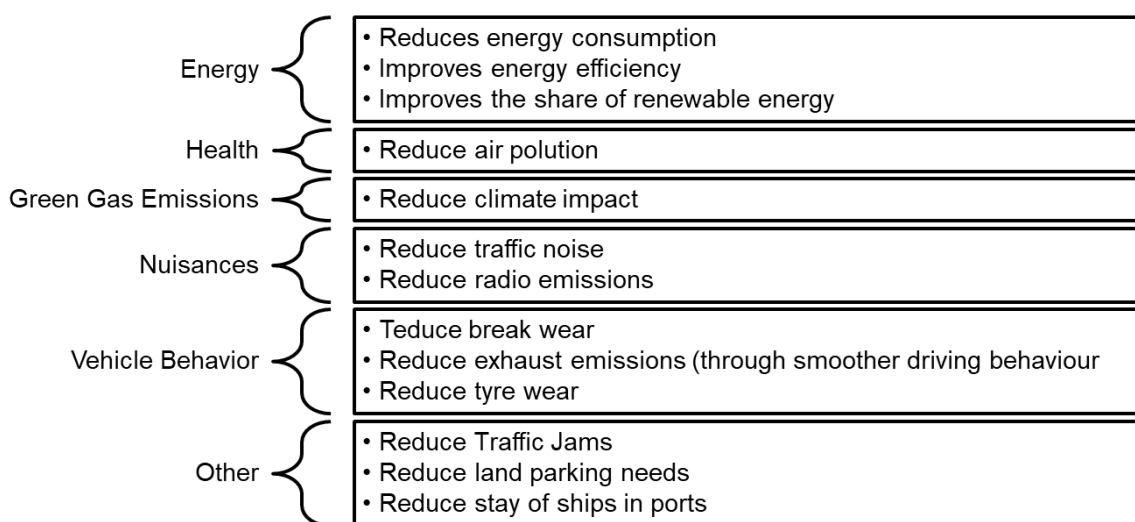 Energy
• Reduces energy consumption
• Improves energy efficiency
• Improves the share of renewable energy
Health
• Reduce air polution
Green Gas Emissions
• Reduce climate impact
Nuisances
• Reduce traffic noise
• Reduce radio emissions
Vehicle Behavior
• Teduce break wear
• Reduce exhaust emissions (through smoother driving behaviour
• Reduce tyre wear
Other
• Reduce Traffic Jams
• Reduce land parking needs
• Reduce stay of ships in ports